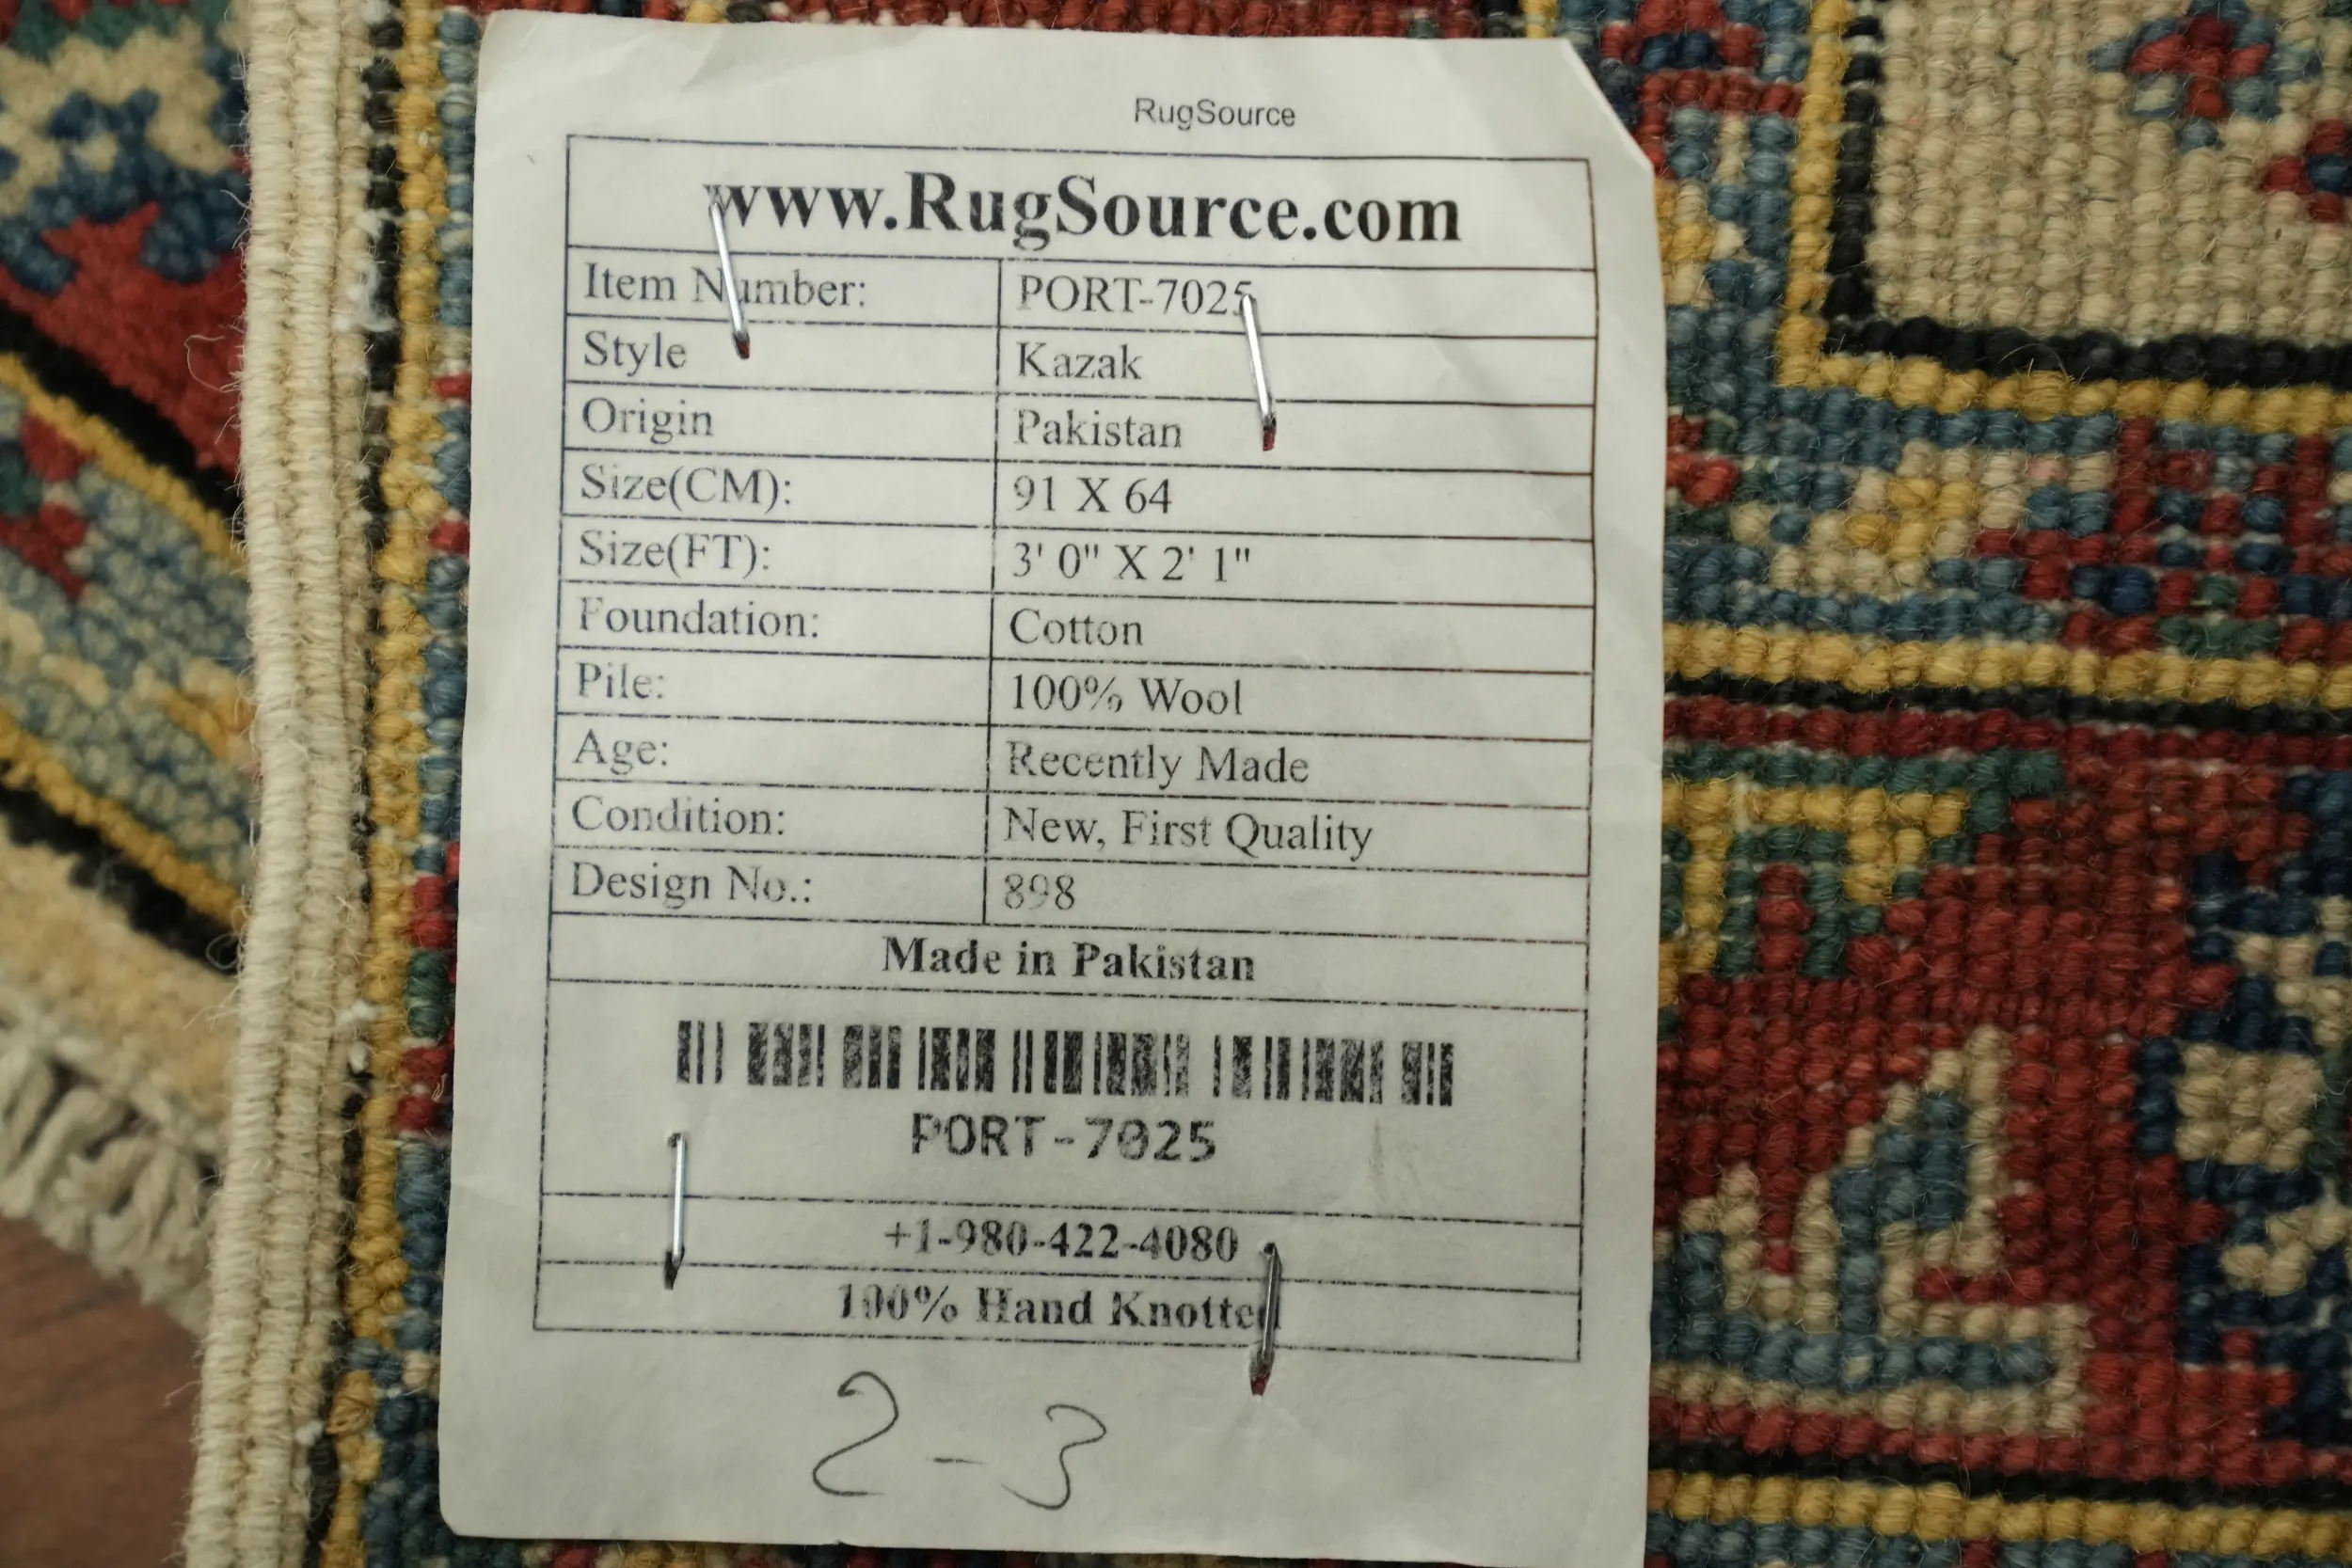 RugSource
www.RugSource.com
Item Number: PORT-7025
Style Kazak
Origin Pakistan
Size(CM): 91 X 64
Size(FT): 3' 0" X 2' 1"
Foundation: Cotton
Pile: 100% Wool
Age: Recently Made
Condition: New, First Quality
Design No.: 898
Made in Pakistan
PORT-7025
+1-980-422-4080
100% Hand Knotted
2-3